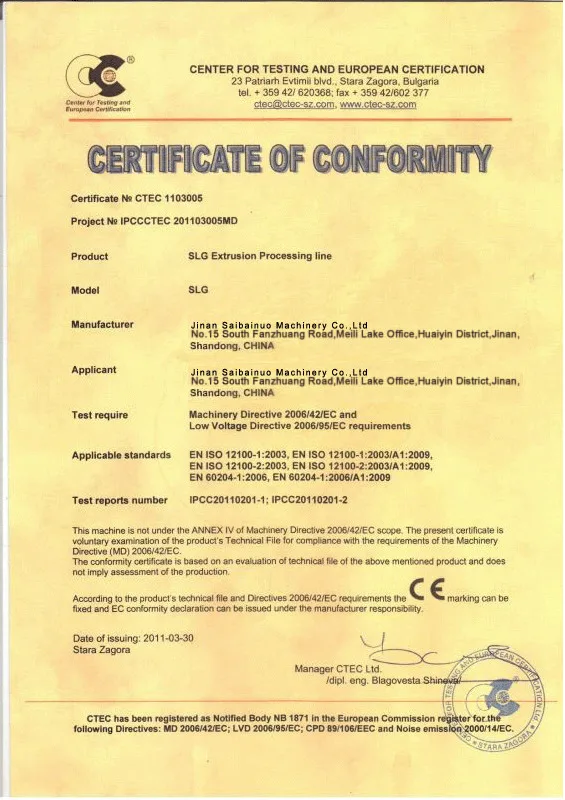 ®
Center for Testing and
European Certification
CENTER FOR TESTING AND EUROPEAN CERTIFICATION
23 Patriarh Evtimii blvd., Stara Zagora, Bulgaria
tel. + 359 42/ 620368; fax + 359 42/602 377
ctec@ctec-sz.com, www.ctec-sz.com
CERTIFICATE OF CONFORMITY
Certificate № CTEC 1103005
Project № IPCCCTEC 201103005MD
Product SLG Extrusion Processing line
Model SLG
Manufacturer Jinan Saibainuo Machinery Co.,Ltd
No.15 South Fanzhuang Road,Meili Lake Office,Huaiyin District,Jinan,
Shandong, CHINA
Applicant Jinan Saibainuo Machinery Co.,Ltd
No.15 South Fanzhuang Road,Meili Lake Office,Huaiyin District,Jinan,
Shandong, CHINA
Test require Machinery Directive 2006/42/EC and
Low Voltage Directive 2006/95/EC requirements
Applicable standards EN ISO 12100-1:2003, EN ISO 12100-1:2003/A1:2009,
EN ISO 12100-2:2003, EN ISO 12100-2:2003/A1:2009,
EN 60204-1:2006, EN 60204-1:2006/A1:2009
Test reports number IPCC20110201-1; IPCC20110201-2
This machine is not under the ANNEX IV of Machinery Directive 2006/42/EC scope. The present certificate is
voluntary examination of the product's Technical File for compliance with the requirements of the Machinery
Directive (MD) 2006/42/EC.
The conformity certificate is based on an evaluation of technical file of the above mentioned product and does
not imply assessment of the production.
According to the product's technical file and Directives 2006/42/EC requirements the CE marking can be
fixed and EC conformity declaration can be issued under the manufacturer responsibility.
Date of issuing: 2011-03-30
Stara Zagora
Manager CTEC Ltd.
/dipl. eng. Blagovesta Shineva/
CENTER FOR TESTING AND EUROPEAN CERTIFICATION LTD
* STARA ZAGORA *
CTEC has been registered as Notified Body NB 1871 in the European Commission register for the
following Directives: MD 2006/42/EC; LVD 2006/95/EC; CPD 89/106/EEC and Noise emission 2000/14/EC.